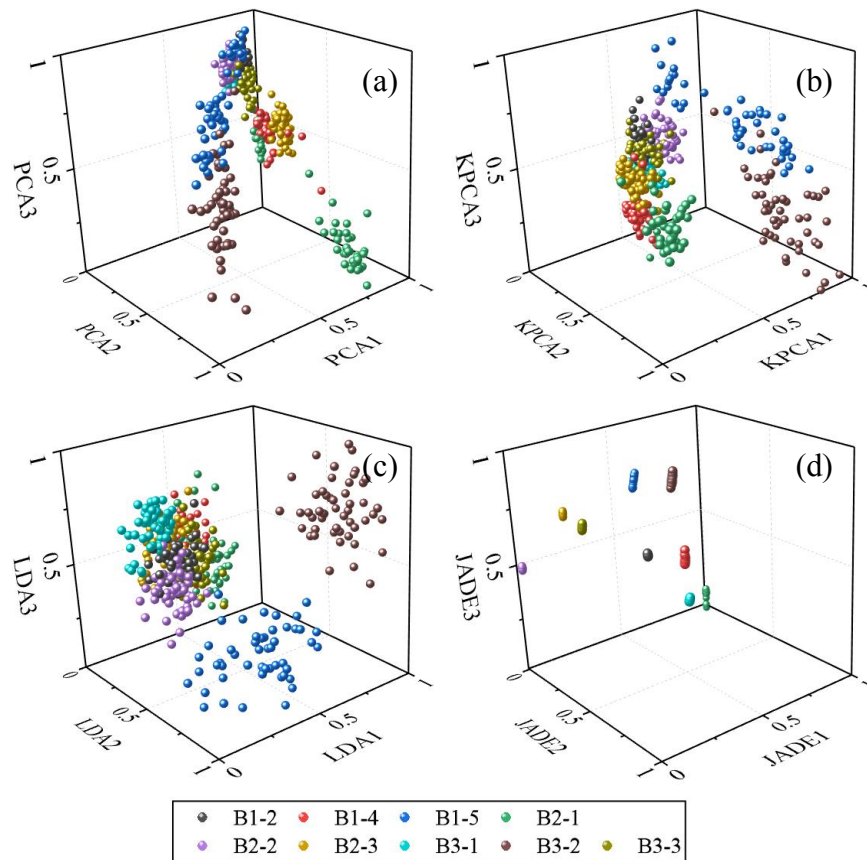 (a)
1
0.5
0
PCA3
0.5
1
PCA2
0
0.5
1
PCA1
(b)
1
0.5
0
KPCA3
0.5
1
KPCA2
0
0.5
1
KPCA1
(c)
1
0.5
0
LDA3
0.5
1
LDA2
0
0.5
1
LDA1
(d)
1
0.5
0
JADE3
0.5
1
JADE2
0
0.5
1
JADE1
B1-2 B1-4 B1-5 B2-1
B2-2 B2-3 B3-1 B3-2 B3-3